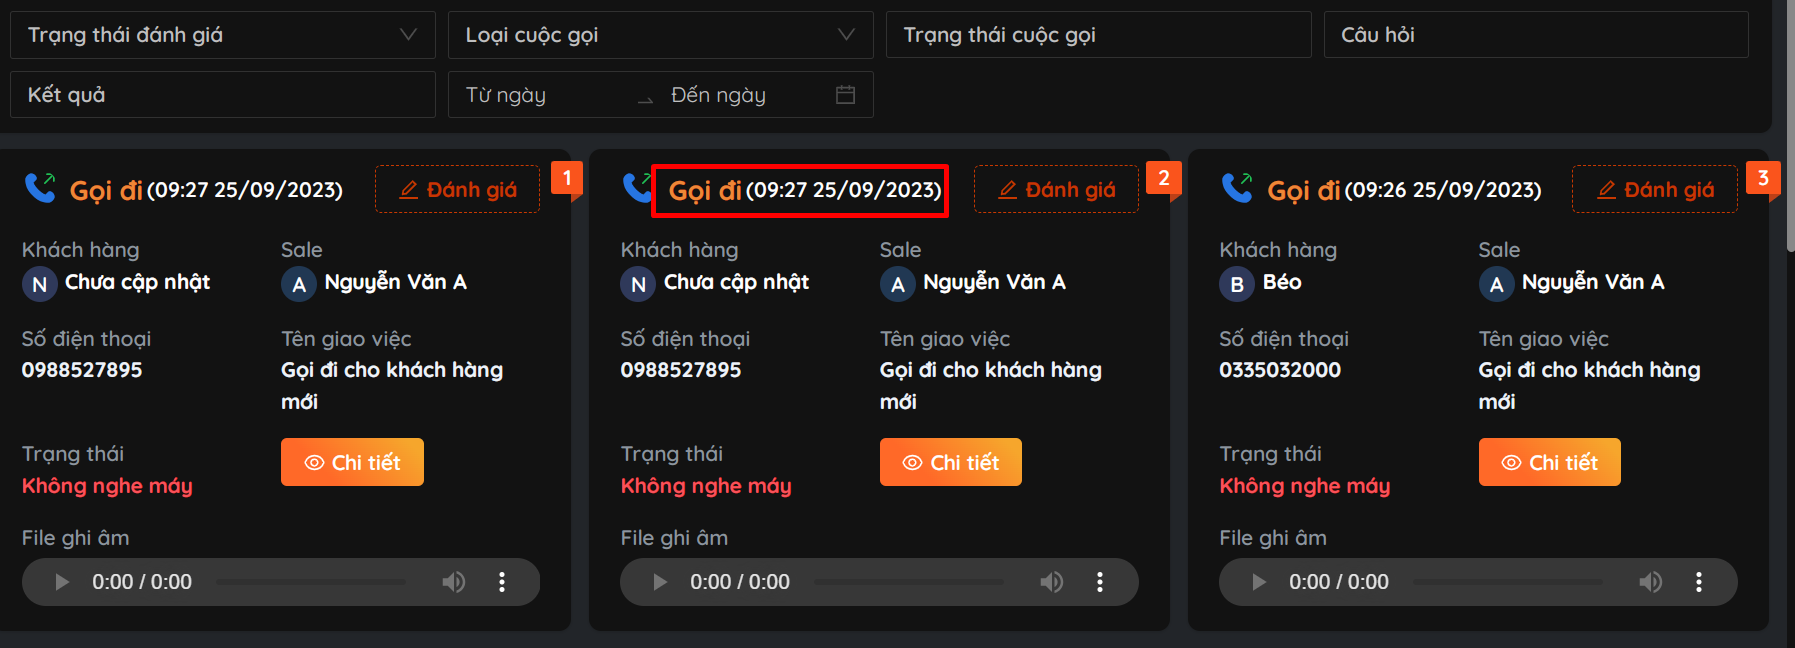 Trạng thái đánh giá
Loại cuộc gọi
Trạng thái cuộc gọi
Câu hỏi
Kết quả
Từ ngày
Đến ngày
Gọi đi (09:27 25/09/2023)
Đánh giá
1
Khách hàng
Sale
N Chưa cập nhật
A Nguyễn Văn A
Số điện thoại
Tên giao việc
0988527895
Gọi đi cho khách hàng
mới
Trạng thái
Chi tiết
Không nghe máy
File ghi âm
0:00 / 0:00
Gọi đi (09:27 25/09/2023)
Đánh giá
2
Khách hàng
Sale
N Chưa cập nhật
A Nguyễn Văn A
Số điện thoại
Tên giao việc
0988527895
Gọi đi cho khách hàng
mới
Trạng thái
Chi tiết
Không nghe máy
File ghi âm
0:00 / 0:00
Gọi đi (09:26 25/09/2023)
Đánh giá
3
Khách hàng
Sale
B Béo
A Nguyễn Văn A
Số điện thoại
Tên giao việc
0335032000
Gọi đi cho khách hàng
mới
Trạng thái
Chi tiết
Không nghe máy
File ghi âm
0:00 / 0:00